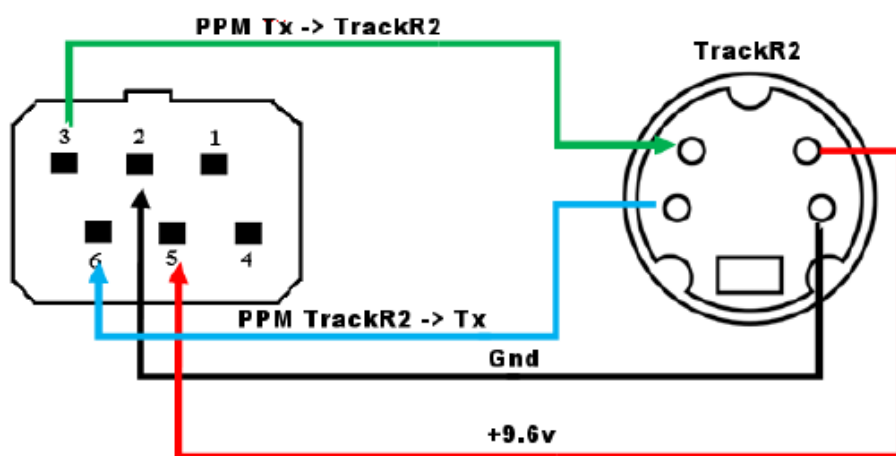 PPM Tx -> TrackR2
TrackR2
3 2 1
6 5 4
PPM TrackR2 -> Tx
Gnd
+9.6v